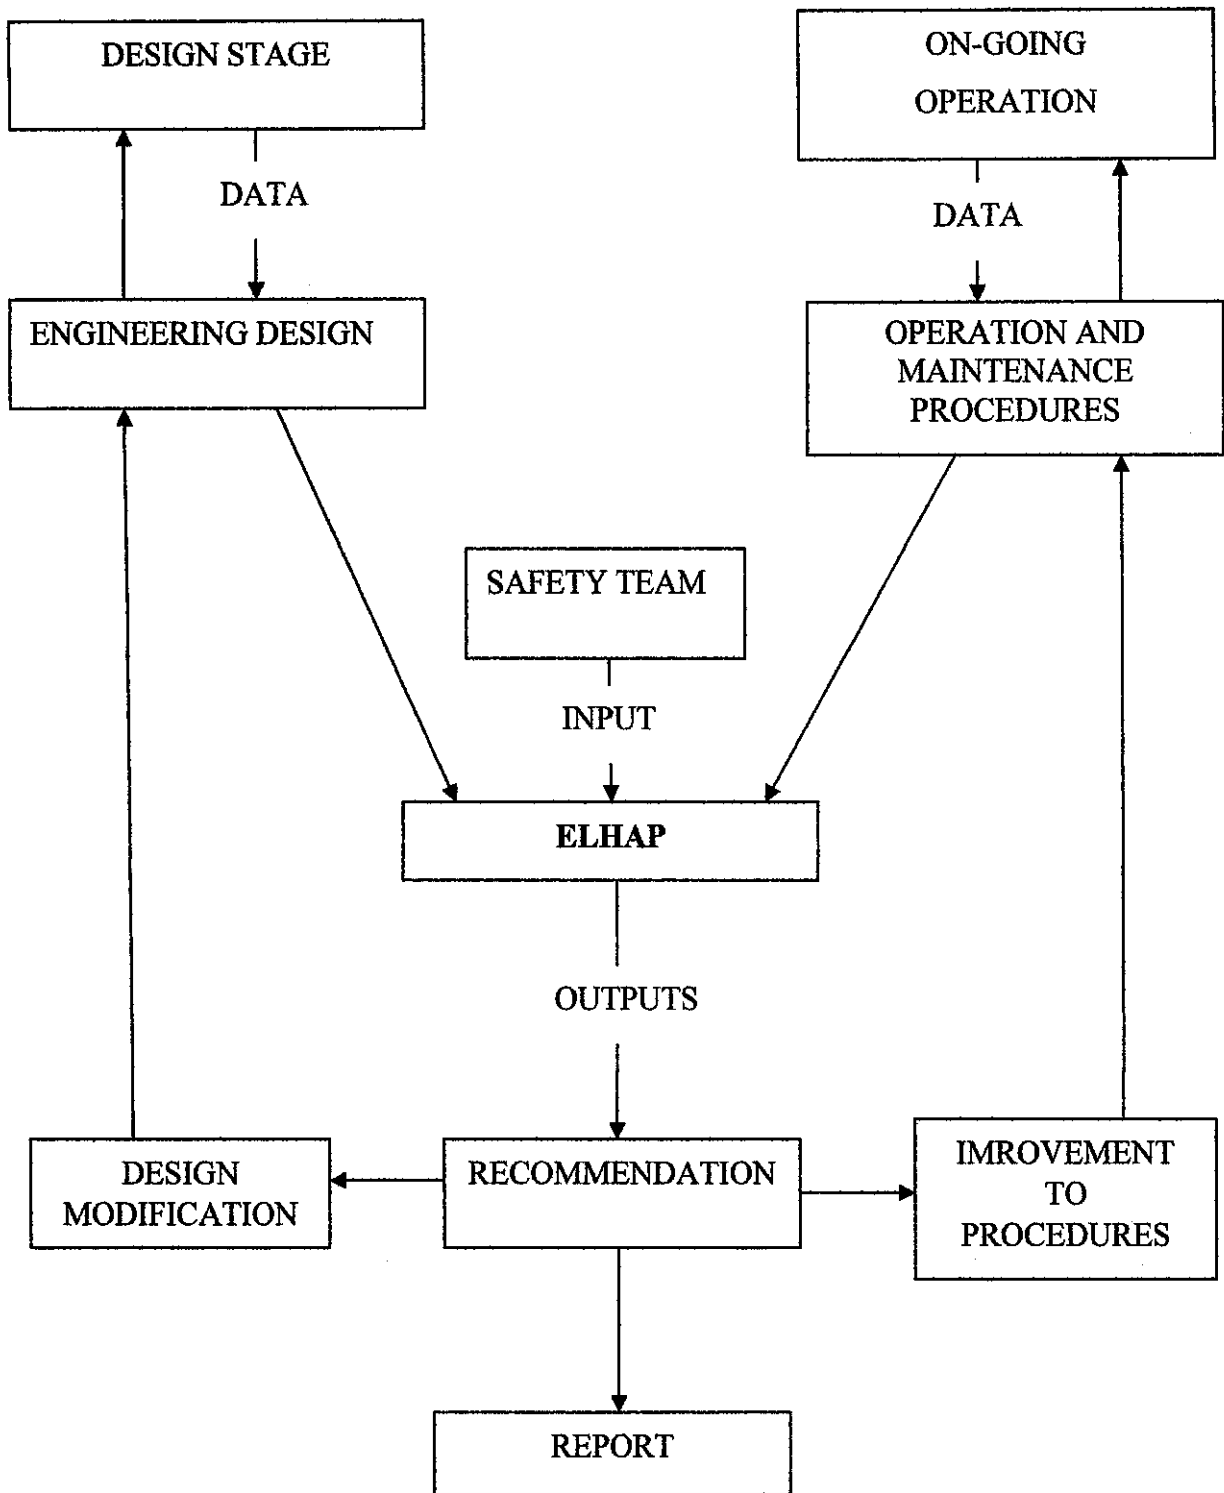 DESIGN STAGE
ON-GOING
OPERATION
DATA
DATA
ENGINEERING DESIGN
OPERATION AND
MAINTENANCE
PROCEDURES
SAFETY TEAM
INPUT
ELHAP
OUTPUTS
DESIGN
MODIFICATION
RECOMMENDATION
IMROVEMENT
TO
PROCEDURES
REPORT